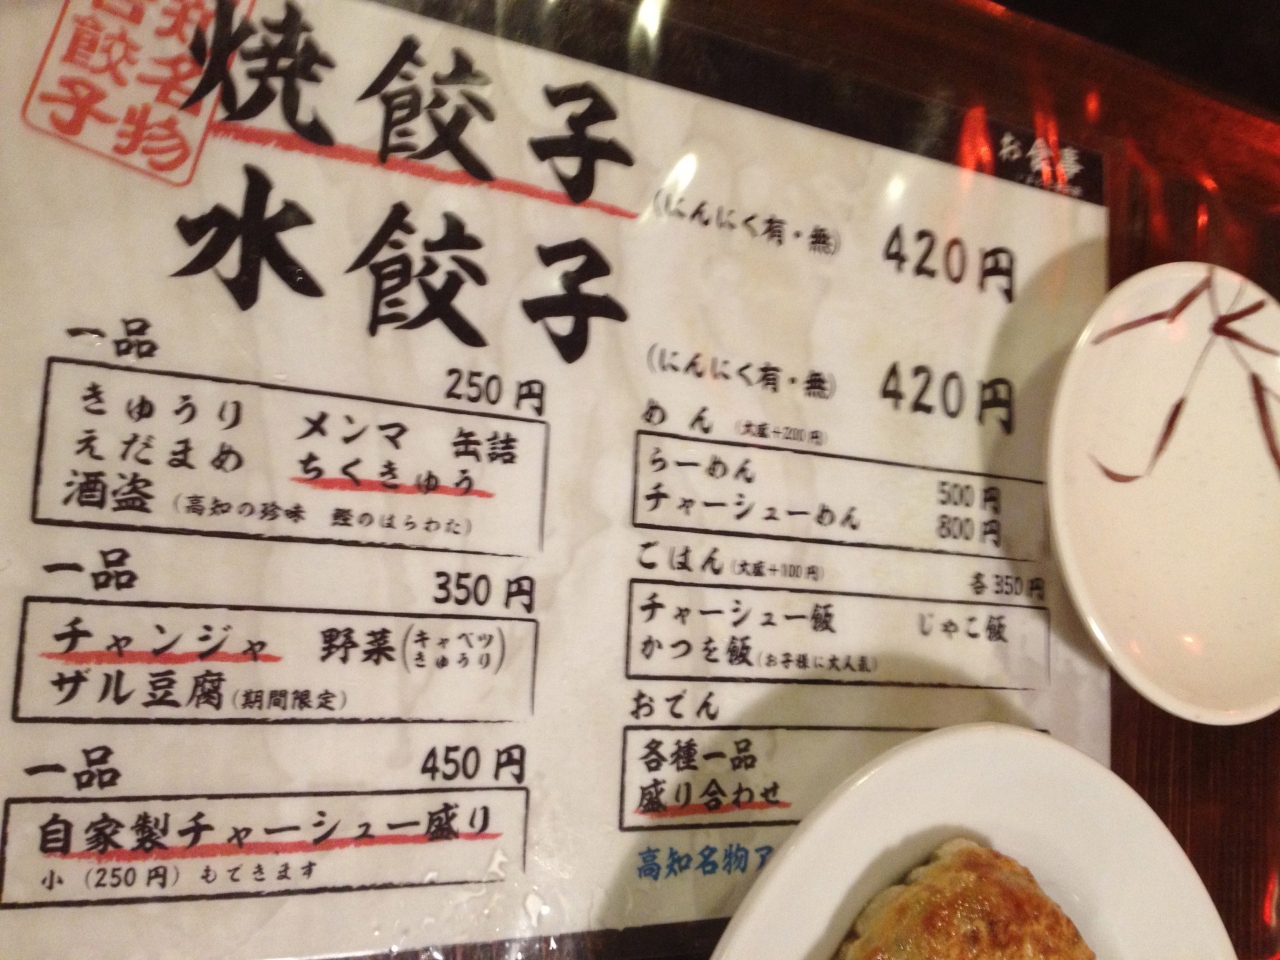 知名物
餃子
焼餃子 (にんにく有・無) 420円
水餃子 (にんにく有・無) 420円
お食事
一品 250円
きゅうり メンマ 缶詰
えだまめ ちくきゅう
酒盗 (高知の珍味 鰹のはらわた)
一品 350円
チャンジャ 野菜(キャベツ きゅうり)
ザル豆腐(期間限定)
一品 450円
自家製チャーシュー盛り
小 (250円) もできます
めん (大盛+200円)
らーめん 500円
チャーシューめん 800円
ごはん (大盛+100円) 各350円
チャーシュー飯 じゃこ飯
かつを飯(お子様に大人気)
おでん
各種一品
盛り合わせ
高知名物ア